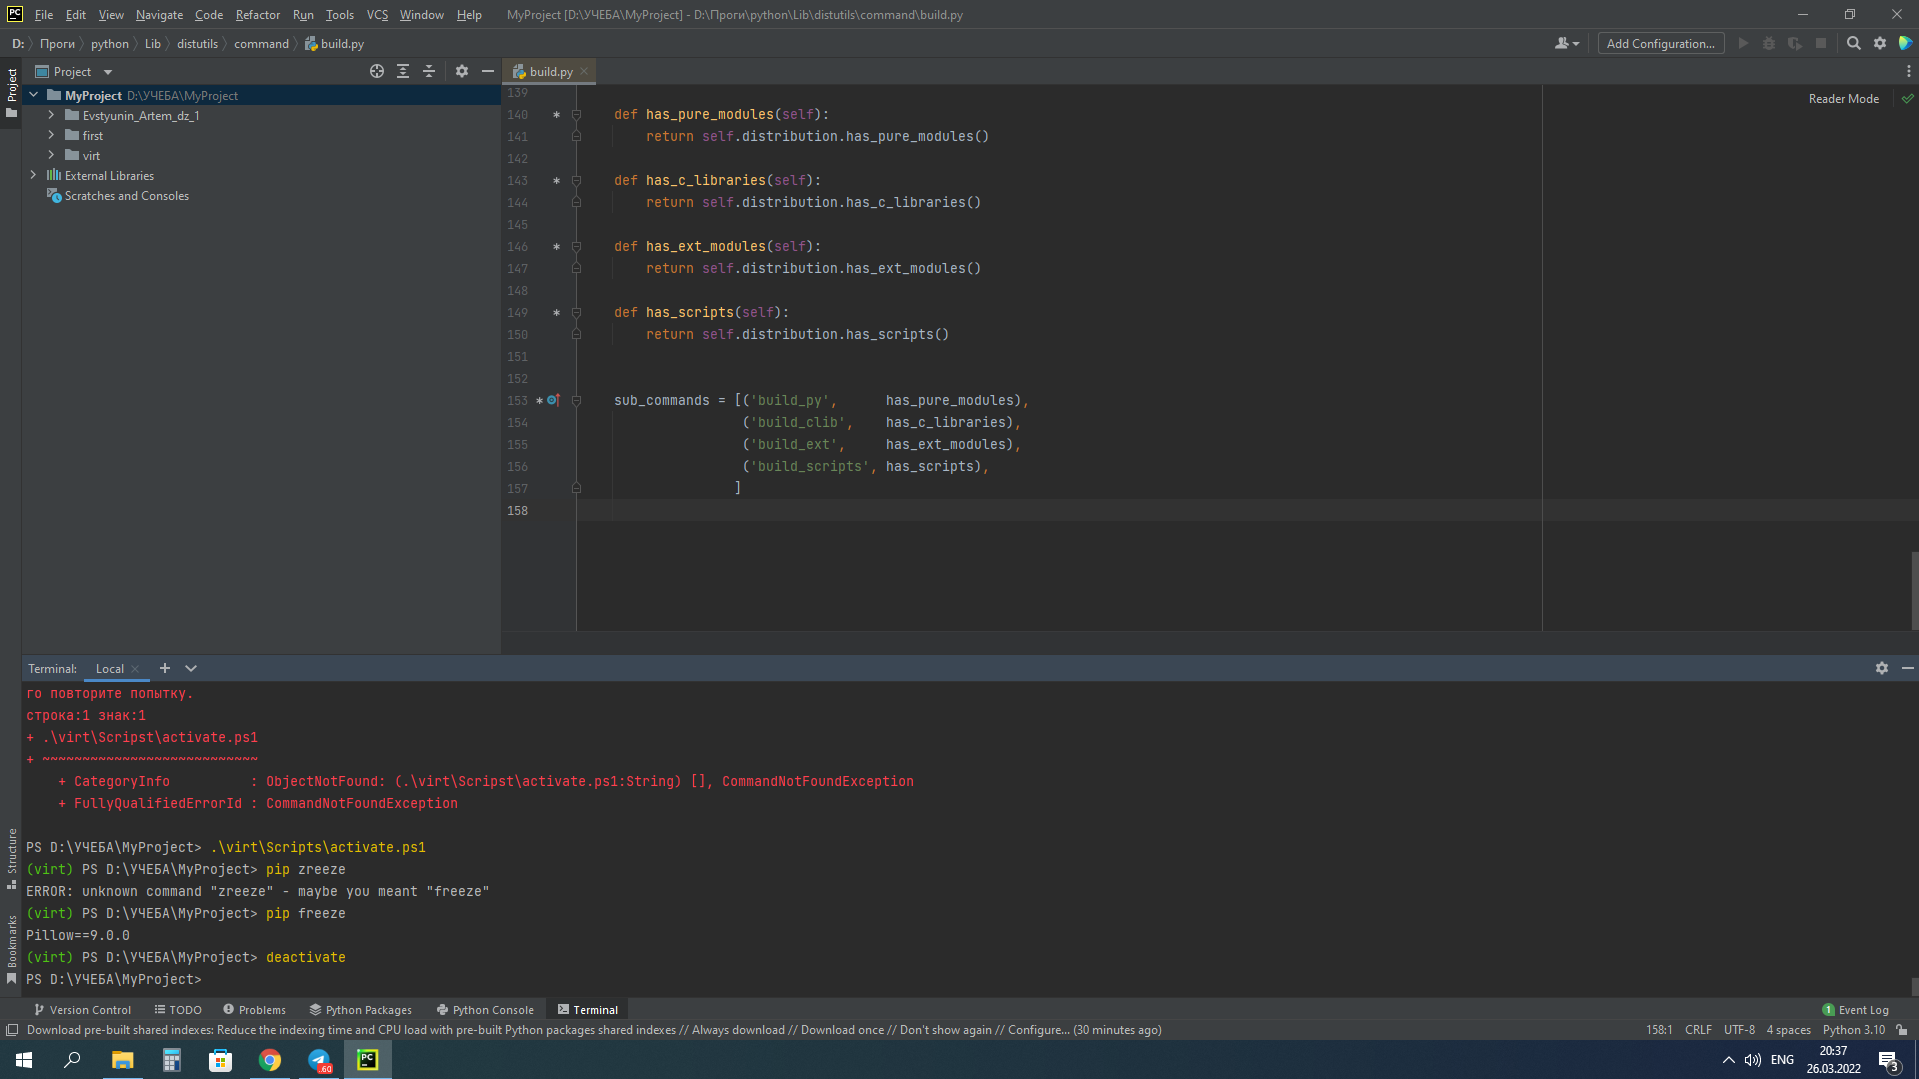 PC File Edit View Navigate Code Refactor Run Tools VCS Window Help MyProject [D:\УЧЕБА\MyProject] - D:\Проги\python\Lib\distutils\command\build.py
D: Проги python Lib distutils command build.py Add Configuration...
Project
Project
build.py
MyProject D:\УЧЕБА\MyProject
Evstyunin_Artem_dz_1
first
virt
External Libraries
Scratches and Consoles
Reader Mode
139
140 * def has_pure_modules(self):
141 return self.distribution.has_pure_modules()
142
143 * def has_c_libraries(self):
144 return self.distribution.has_c_libraries()
145
146 * def has_ext_modules(self):
147 return self.distribution.has_ext_modules()
148
149 * def has_scripts(self):
150 return self.distribution.has_scripts()
151
152
153 * sub_commands = [('build_py', has_pure_modules),
154 ('build_clib', has_c_libraries),
155 ('build_ext', has_ext_modules),
156 ('build_scripts', has_scripts),
157 ]
158
Terminal: Local
го повторите попытку.
строка:1 знак:1
+ .\virt\Scripst\activate.ps1
+ ~~~~~~~~~~~~~~~~~~~~~~~~~~~
+ CategoryInfo : ObjectNotFound: (.\virt\Scripst\activate.ps1:String) [], CommandNotFoundException
+ FullyQualifiedErrorId : CommandNotFoundException
PS D:\УЧЕБА\MyProject> .\virt\Scripts\activate.ps1
(virt) PS D:\УЧЕБА\MyProject> pip zreeze
ERROR: unknown command "zreeze" - maybe you meant "freeze"
(virt) PS D:\УЧЕБА\MyProject> pip freeze
Pillow==9.0.0
(virt) PS D:\УЧЕБА\MyProject> deactivate
PS D:\УЧЕБА\MyProject>
Structure
Bookmarks
Version Control TODO Problems Python Packages Python Console Terminal 1 Event Log
Download pre-built shared indexes: Reduce the indexing time and CPU load with pre-built Python packages shared indexes // Always download // Download once // Don't show again // Configure... (30 minutes ago) 158:1 CRLF UTF-8 4 spaces Python 3.10
.60 PC ENG 20:37
26.03.2022 3